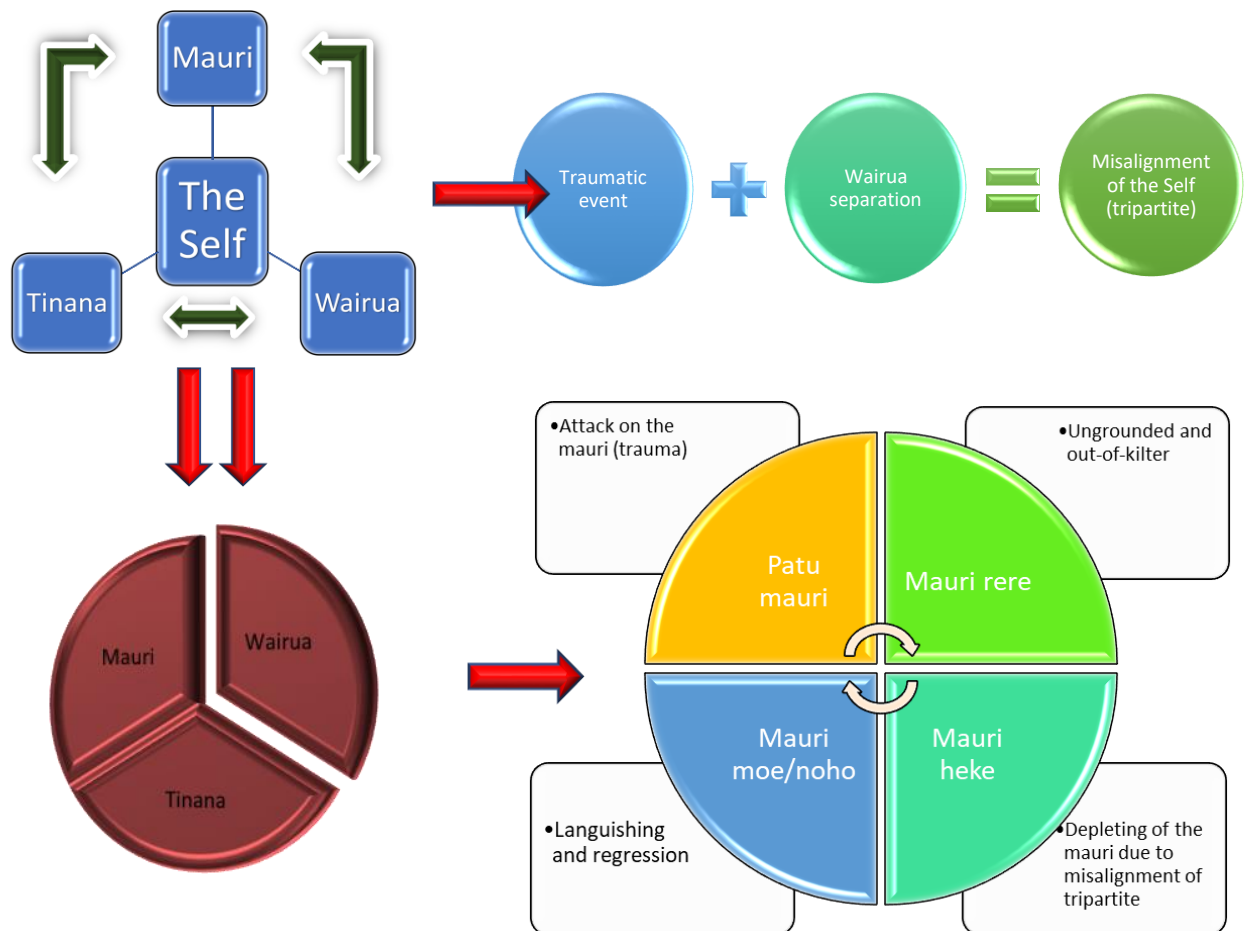 Mauri
The
Self
Tinana
Wairua
Traumatic
event
Wairua
separation
Misalignment
of the Self
(tripartite)
Mauri
Wairua
Tinana
•Attack on the
mauri (trauma)
•Ungrounded and
out-of-kilter
Patu
mauri
Mauri rere
Mauri
moe/noho
Mauri
heke
•Languishing
and regression
•Depleting of the
mauri due to
misalignment of
tripartite